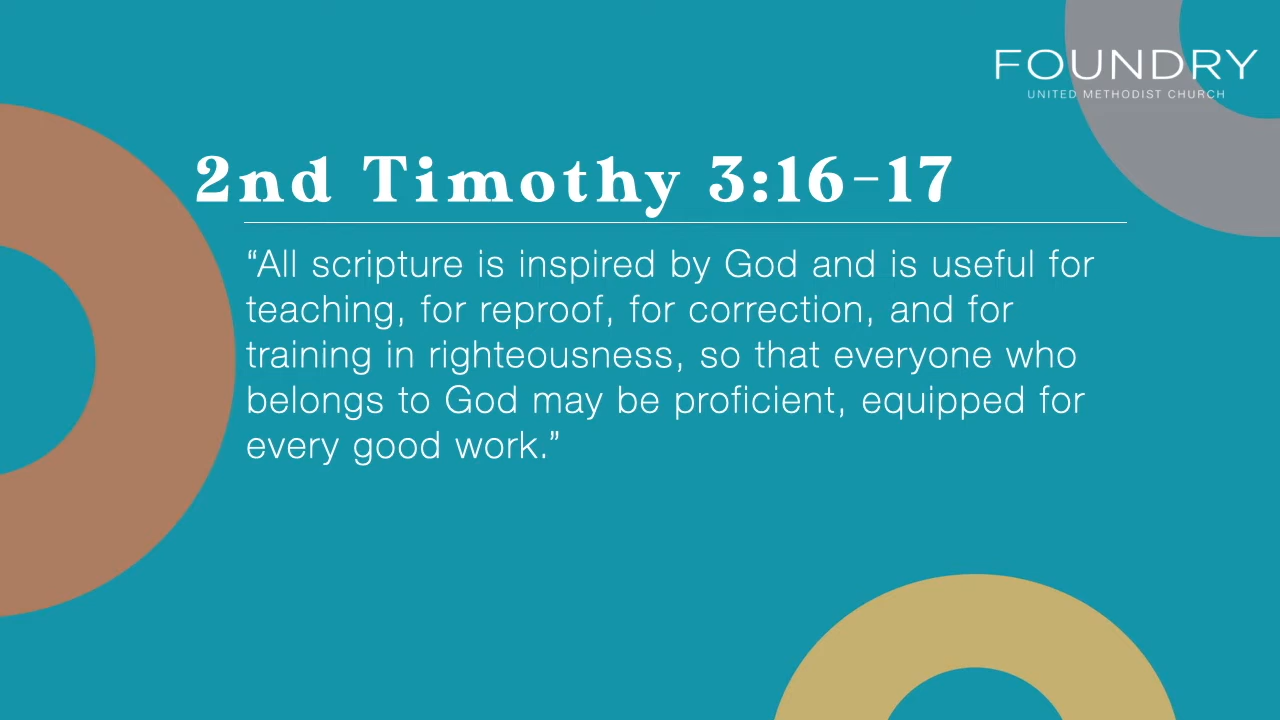 FOUNDRY
UNITED METHODIST CHURCH
2nd Timothy 3:16-17
“All scripture is inspired by God and is useful for
teaching, for reproof, for correction, and for
training in righteousness, so that everyone who
belongs to God may be proficient, equipped for
every good work.”